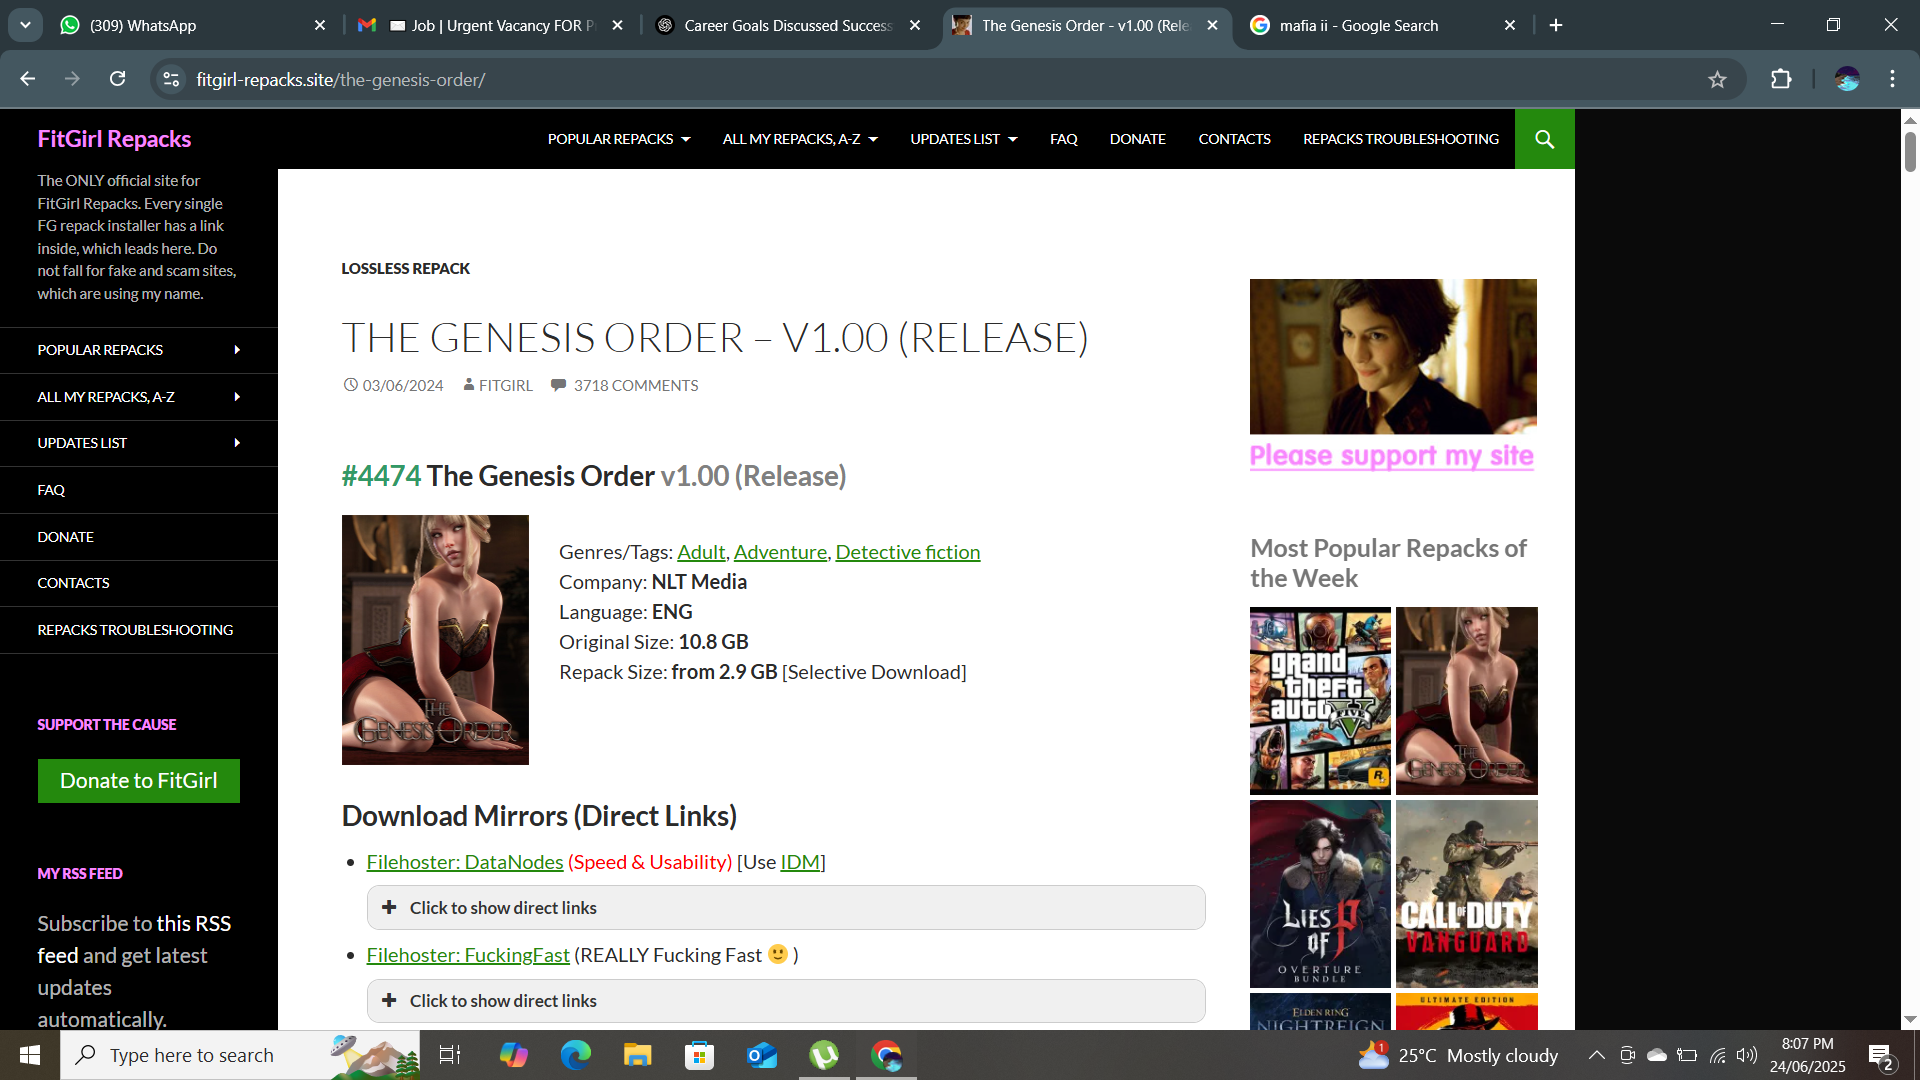 (309) WhatsApp
Job | Urgent Vacancy FOR P
Career Goals Discussed Success
The Genesis Order - v1.00 (Rele
mafia ii - Google Search
fitgirl-repacks.site/the-genesis-order/
FitGirl Repacks
POPULAR REPACKS
ALL MY REPACKS, A-Z
UPDATES LIST
FAQ
DONATE
CONTACTS
REPACKS TROUBLESHOOTING
The ONLY official site for
FitGirl Repacks. Every single
FG repack installer has a link
inside, which leads here. Do
not fall for fake and scam sites,
which are using my name.
POPULAR REPACKS
ALL MY REPACKS, A-Z
UPDATES LIST
FAQ
DONATE
CONTACTS
REPACKS TROUBLESHOOTING
SUPPORT THE CAUSE
Donate to FitGirl
MY RSS FEED
Subscribe to this RSS
feed and get latest
updates
automatically.
LOSSLESS REPACK
THE GENESIS ORDER – V1.00 (RELEASE)
03/06/2024 FITGIRL 3718 COMMENTS
#4474 The Genesis Order v1.00 (Release)
THE
GENESIS ORDER
Genres/Tags: Adult, Adventure, Detective fiction
Company: NLT Media
Language: ENG
Original Size: 10.8 GB
Repack Size: from 2.9 GB [Selective Download]
Download Mirrors (Direct Links)
Filehoster: DataNodes (Speed & Usability) [Use IDM]
Click to show direct links
Filehoster: FuckingFast (REALLY Fucking Fast 🙂 )
Click to show direct links
Please support my site
Most Popular Repacks of
the Week
grand
theft
auto V
FIVE
THE
GENESIS ORDER
LIES
OF P
OVERTURE
BUNDLE
CALL OF DUTY
VANGUARD
ELDEN RING
NIGHTREIGN
ULTIMATE EDITION
Type here to search
1
25°C Mostly cloudy
8:07 PM
24/06/2025
2